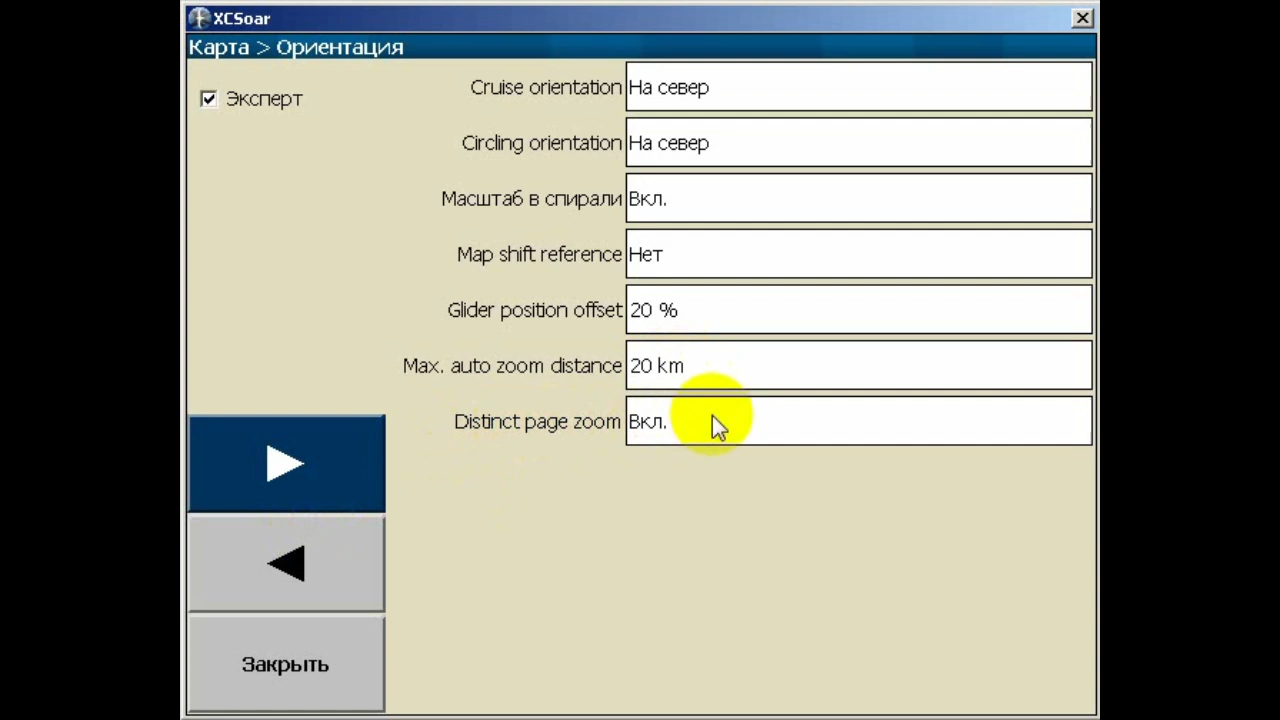 XCSoar
Карта > Ориентация
Эксперт
Cruise orientation На север
Circling orientation На север
Масштаб в спирали Вкл.
Map shift reference Нет
Glider position offset 20 %
Max. auto zoom distance 20 km
Distinct page zoom Вкл.
Закрыть